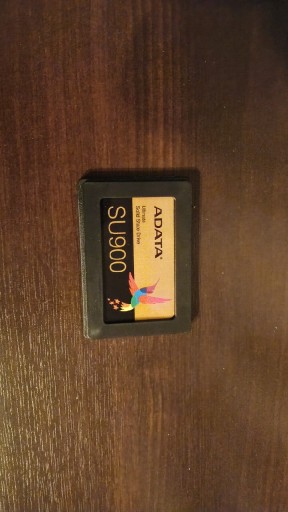 ADATA®
Ultimate
Solid State Drive
SU900